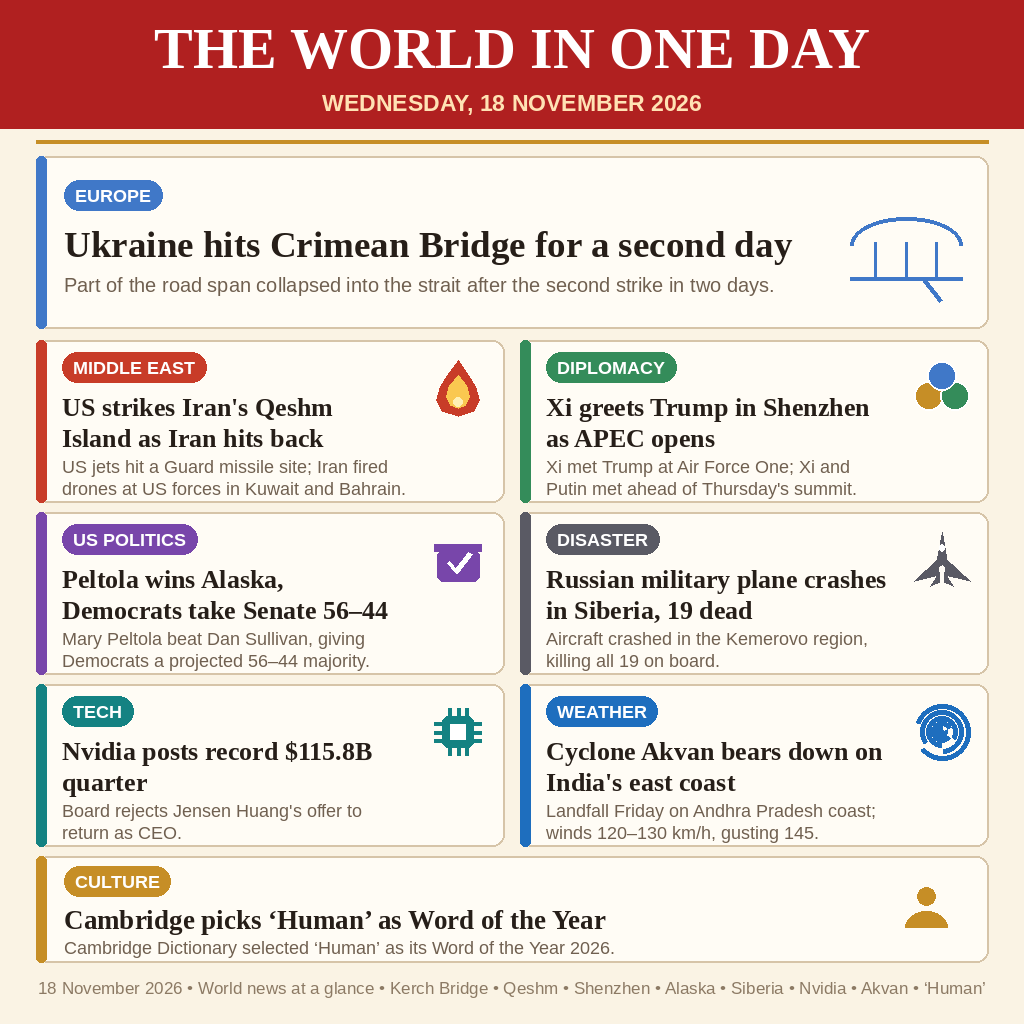 THE WORLD IN ONE DAY
WEDNESDAY, 18 NOVEMBER 2026
EUROPE
Ukraine hits Crimean Bridge for a second day
Part of the road span collapsed into the strait after the second strike in two days.
MIDDLE EAST
US strikes Iran's Qeshm
Island as Iran hits back
US jets hit a Guard missile site; Iran fired
drones at US forces in Kuwait and Bahrain.
DIPLOMACY
Xi greets Trump in Shenzhen
as APEC opens
Xi met Trump at Air Force One; Xi and
Putin met ahead of Thursday's summit.
US POLITICS
Peltola wins Alaska,
Democrats take Senate 56–44
Mary Peltola beat Dan Sullivan, giving
Democrats a projected 56–44 majority.
DISASTER
Russian military plane crashes
in Siberia, 19 dead
Aircraft crashed in the Kemerovo region,
killing all 19 on board.
TECH
Nvidia posts record $115.8B
quarter
Board rejects Jensen Huang's offer to
return as CEO.
WEATHER
Cyclone Akvan bears down on
India's east coast
Landfall Friday on Andhra Pradesh coast;
winds 120–130 km/h, gusting 145.
CULTURE
Cambridge picks ‘Human’ as Word of the Year
Cambridge Dictionary selected ‘Human’ as its Word of the Year 2026.
18 November 2026 • World news at a glance • Kerch Bridge • Qeshm • Shenzhen • Alaska • Siberia • Nvidia • Akvan • ‘Human’